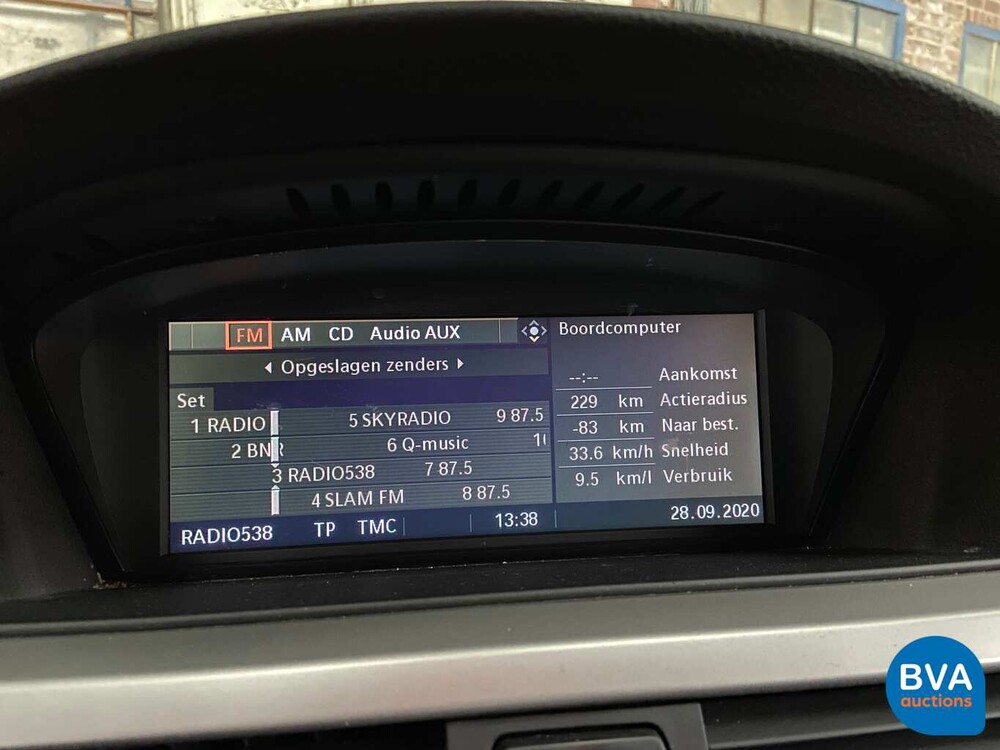 FM AM CD Audio AUX
Opgeslagen zenders
Set
1 RADIO 5 SKYRADIO 9 87.5
2 BNR 6 Q-music
3 RADIO538 7 87.5
4 SLAM FM 8 87.5
RADIO538 TP TMC 13:38
Boordcomputer
--:-- Aankomst
229 km Actieradius
-83 km Naar best.
33.6 km/h Snelheid
9.5 km/l Verbruik
28.09.2020
BVA
auctions